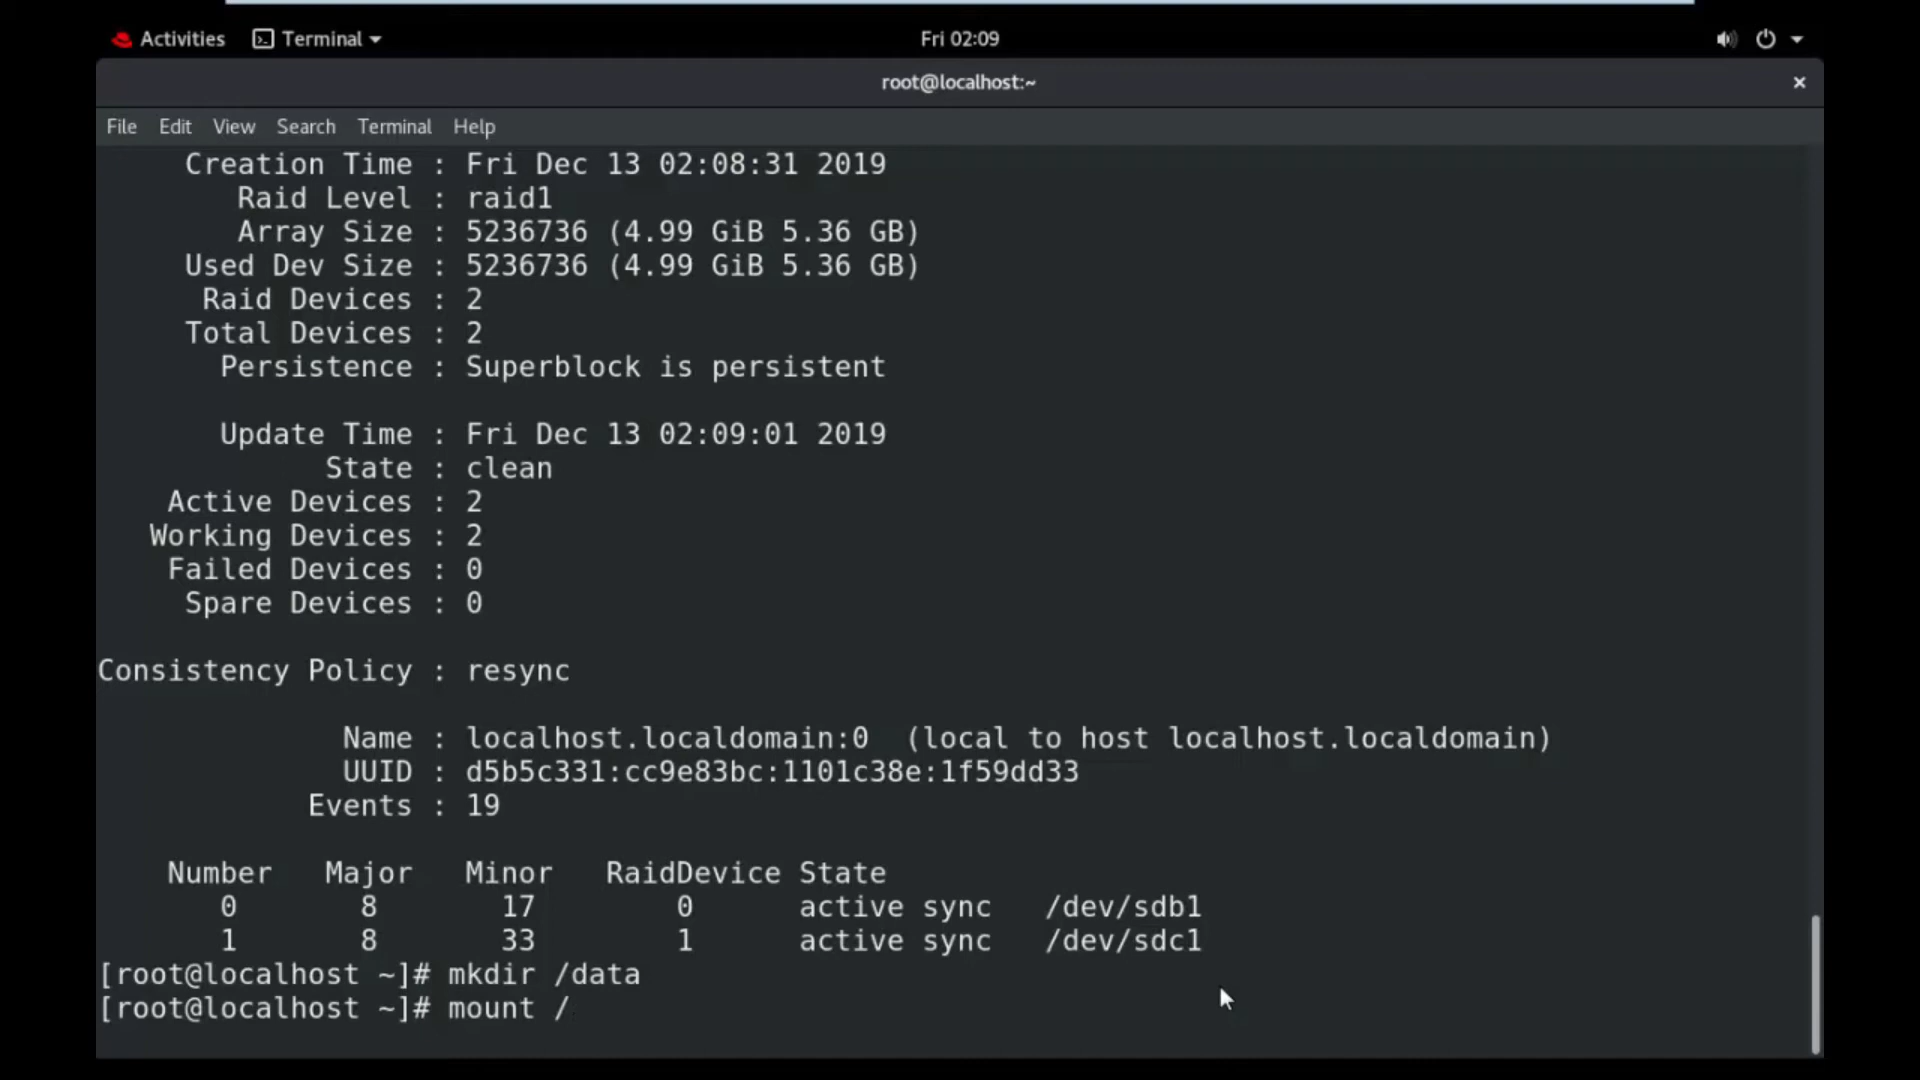 Activities Terminal Fri 02:09
root@localhost:~
File Edit View Search Terminal Help
Creation Time : Fri Dec 13 02:08:31 2019
Raid Level : raid1
Array Size : 5236736 (4.99 GiB 5.36 GB)
Used Dev Size : 5236736 (4.99 GiB 5.36 GB)
Raid Devices : 2
Total Devices : 2
Persistence : Superblock is persistent
Update Time : Fri Dec 13 02:09:01 2019
State : clean
Active Devices : 2
Working Devices : 2
Failed Devices : 0
Spare Devices : 0
Consistency Policy : resync
Name : localhost.localdomain:0 (local to host localhost.localdomain)
UUID : d5b5c331:cc9e83bc:1101c38e:1f59dd33
Events : 19
Number Major Minor RaidDevice State
0 8 17 0 active sync /dev/sdb1
1 8 33 1 active sync /dev/sdc1
[root@localhost ~]# mkdir /data
[root@localhost ~]# mount /